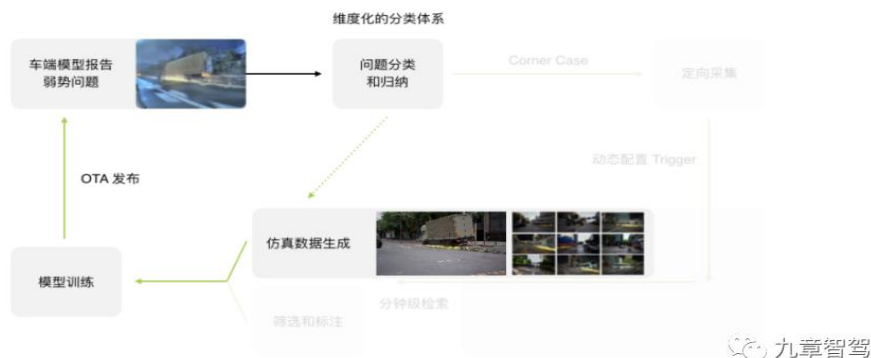 维度化的分类体系
车端模型报告
弱势问题
问题分类
和归纳
Corner Case
定向采集
动态配置 Trigger
OTA 发布
仿真数据生成
模型训练
分钟级检索
筛选和标注
九章智驾